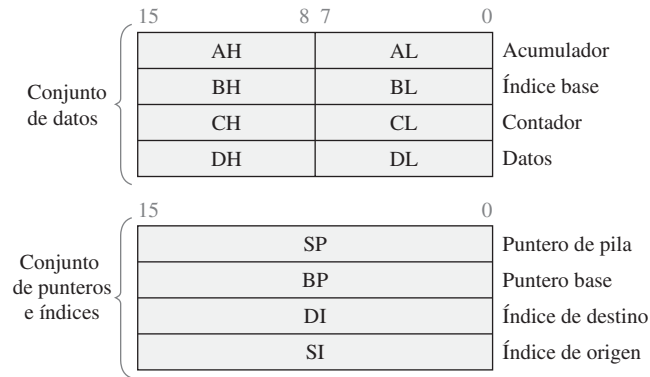 15 8 7 0
AH AL Acumulador
BH BL Índice base
CH CL Contador
DH DL Datos
Conjunto
de datos
15 0
SP Puntero de pila
BP Puntero base
DI Índice de destino
SI Índice de origen
Conjunto
de punteros
e índices